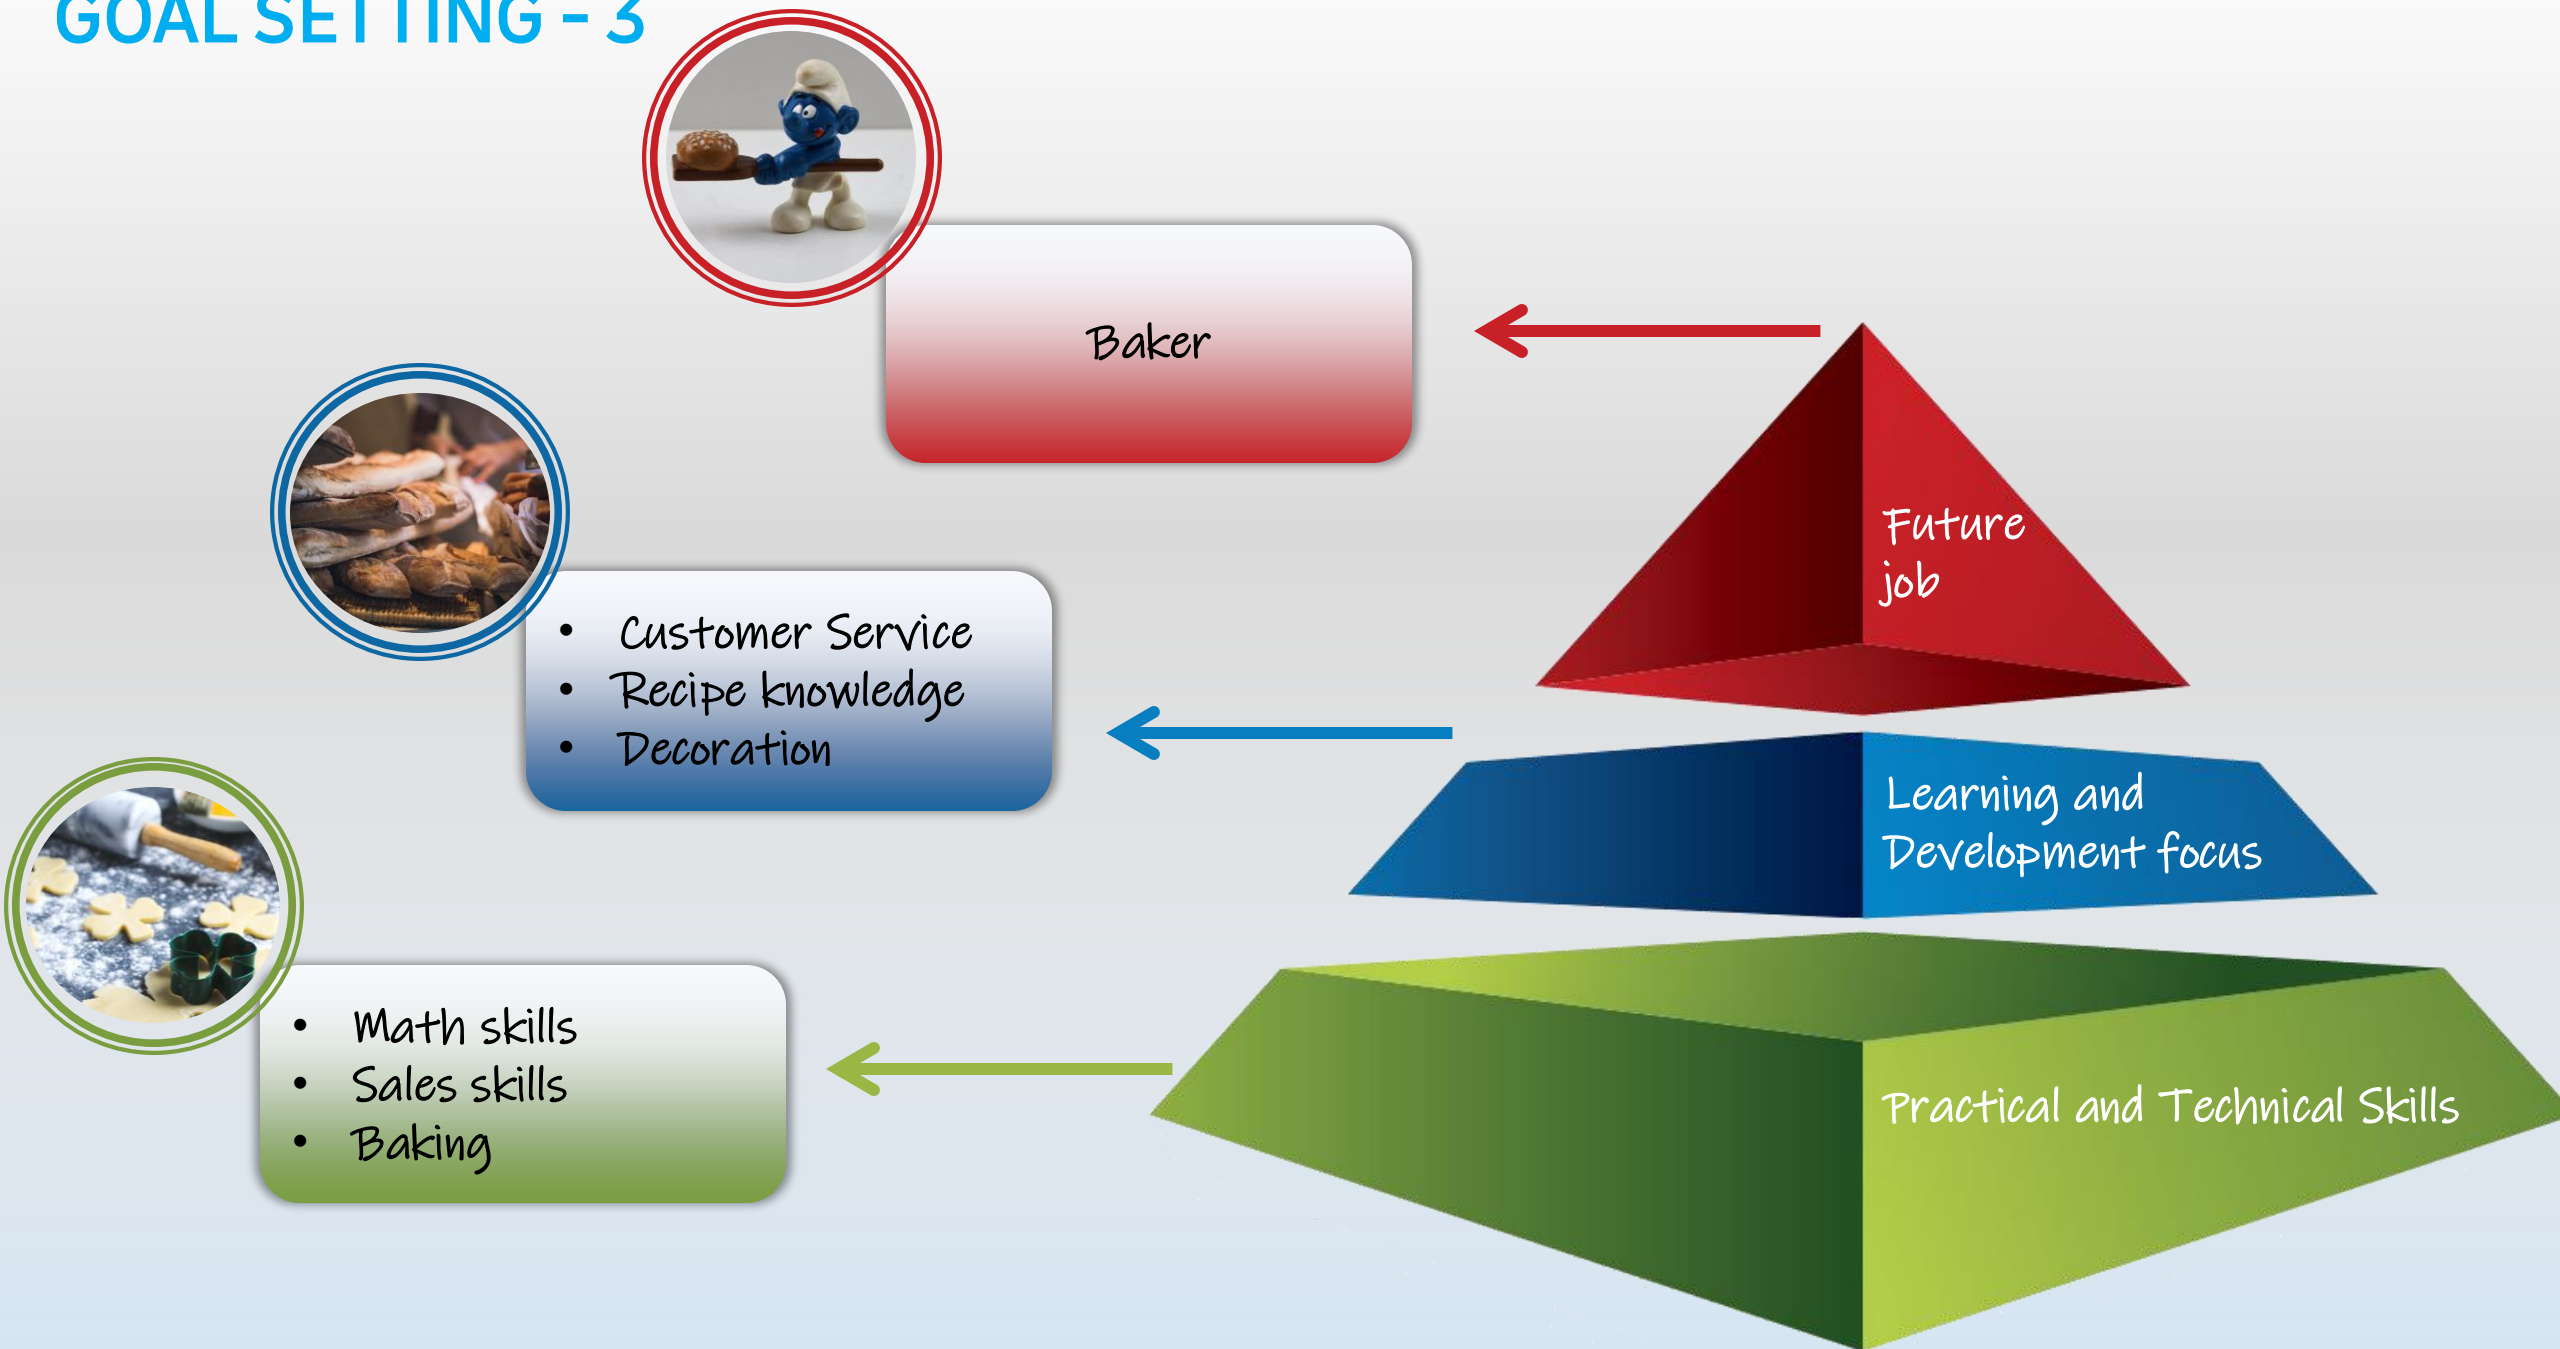 GOAL SETTING - 3
Baker
Future
job
• Customer Service
• Recipe knowledge
• Decoration
Learning and
Development focus
• Math skills
• Sales skills
• Baking
Practical and Technical Skills